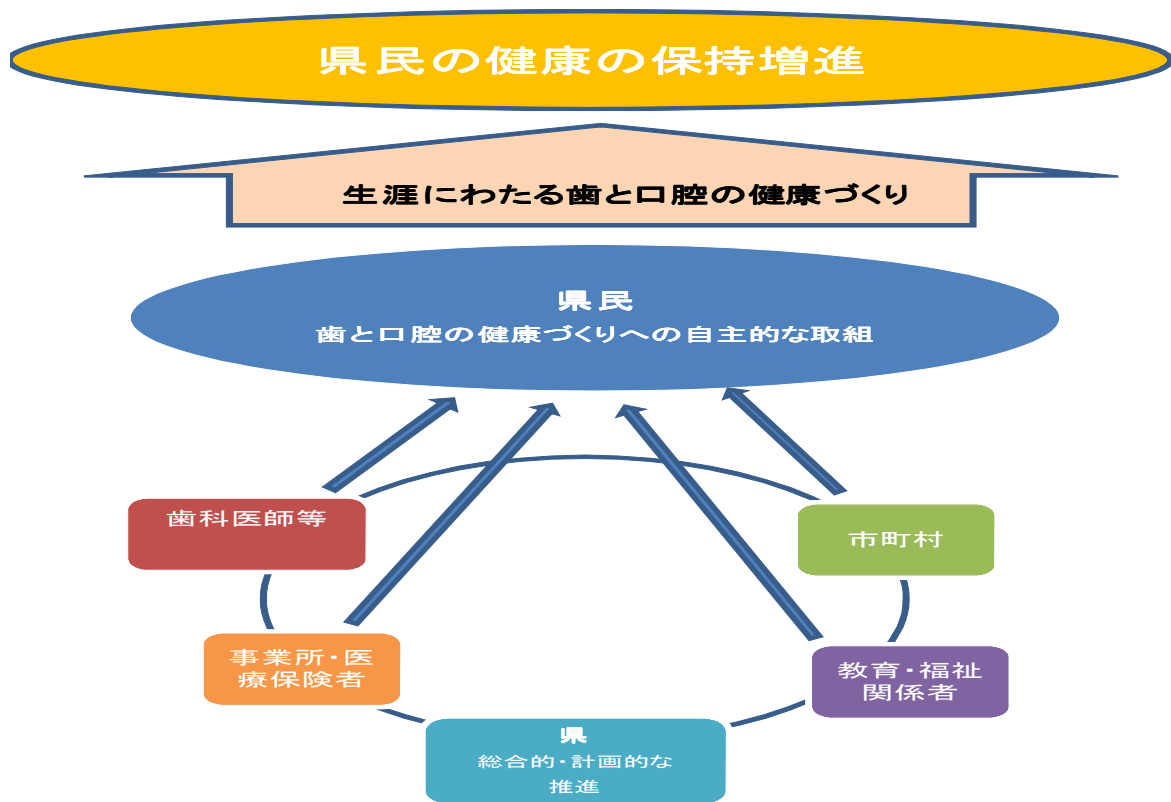 県民の健康の保持増進
生涯にわたる歯と口腔の健康づくり
県民
歯と口腔の健康づくりへの自主的な取組
歯科医師等
市町村
事業所・医
療保険者
教育・福祉
関係者
県
総合的・計画的な
推進